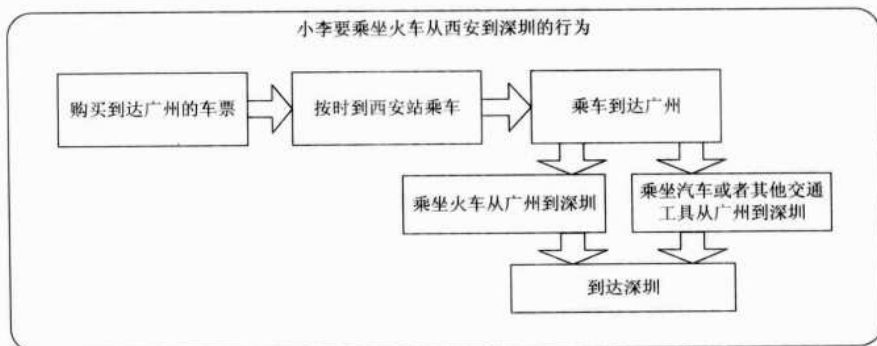 小李要乘坐火车从西安到深圳的行为
购买到达广州的车票
按时到西安站乘车
乘车到达广州
乘坐火车从广州到深圳
乘坐汽车或者其他交通
工具从广州到深圳
到达深圳